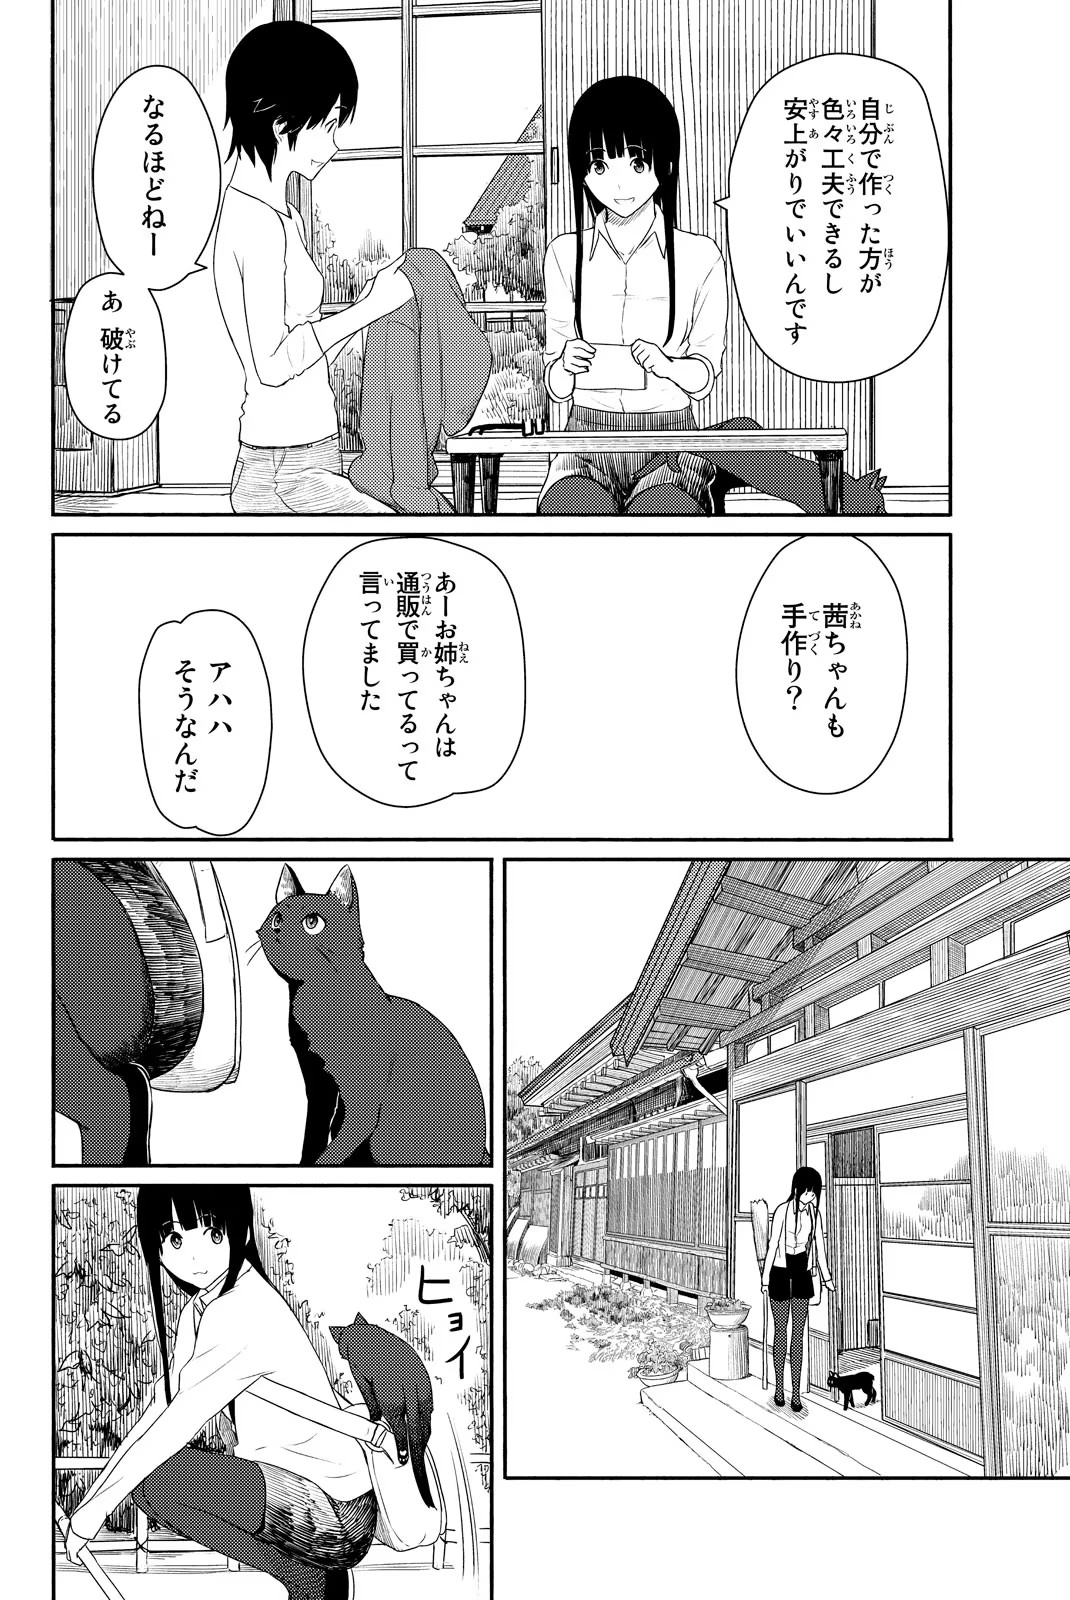 自分で作った方が
色々工夫できるし
安上がりでいいんです
なるほどねー
あ 破けてる
茜ちゃんも
手作り？
あーお姉ちゃんは
通販で買ってるって
言ってました
アハハ
そうなんだ
ヒョイ